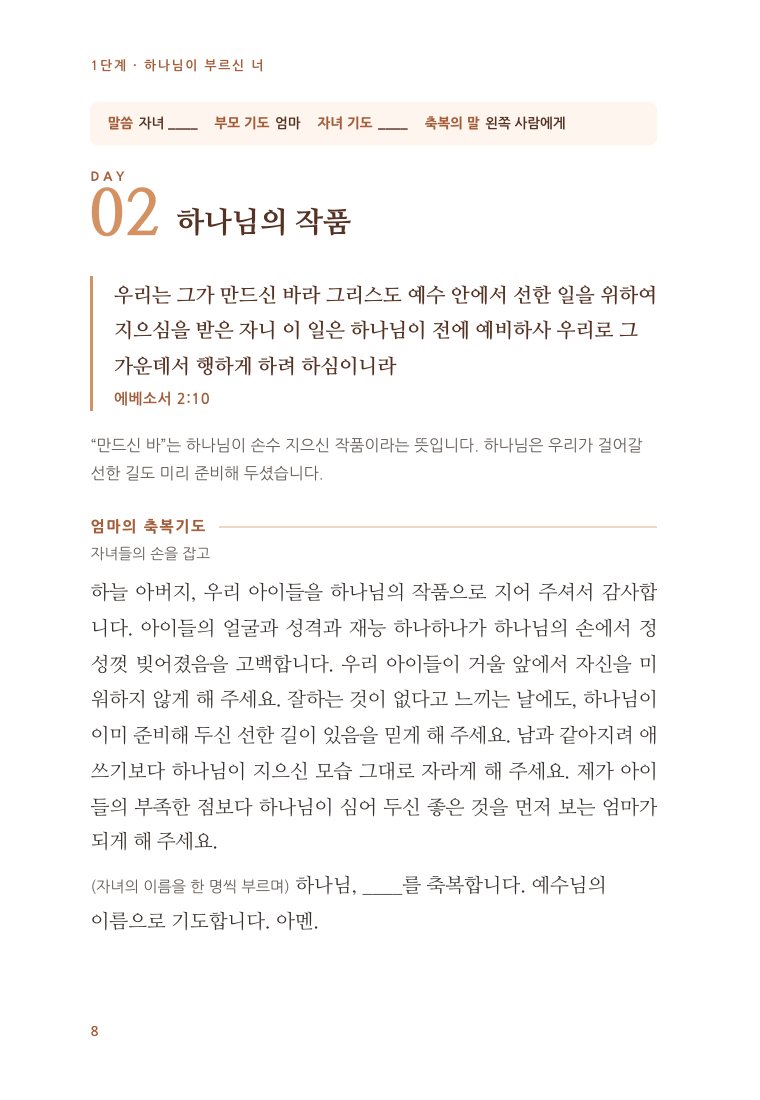 1단계 · 하나님이 부르신 너
말씀 자녀 ____ 부모 기도 엄마 자녀 기도 ____ 축복의 말 왼쪽 사람에게
DAY
02 하나님의 작품
우리는 그가 만드신 바라 그리스도 예수 안에서 선한 일을 위하여
지으심을 받은 자니 이 일은 하나님이 전에 예비하사 우리로 그
가운데서 행하게 하려 하심이니라
에베소서 2:10
“만드신 바”는 하나님이 손수 지으신 작품이라는 뜻입니다. 하나님은 우리가 걸어갈
선한 길도 미리 준비해 두셨습니다.
엄마의 축복기도
자녀들의 손을 잡고
하늘 아버지, 우리 아이들을 하나님의 작품으로 지어 주셔서 감사합
니다. 아이들의 얼굴과 성격과 재능 하나하나가 하나님의 손에서 정
성껏 빚어졌음을 고백합니다. 우리 아이들이 거울 앞에서 자신을 미
워하지 않게 해 주세요. 잘하는 것이 없다고 느끼는 날에도, 하나님이
이미 준비해 두신 선한 길이 있음을 믿게 해 주세요. 남과 같아지려 애
쓰기보다 하나님이 지으신 모습 그대로 자라게 해 주세요. 제가 아이
들의 부족한 점보다 하나님이 심어 두신 좋은 것을 먼저 보는 엄마가
되게 해 주세요.
(자녀의 이름을 한 명씩 부르며) 하나님, ____를 축복합니다. 예수님의
이름으로 기도합니다. 아멘.
8